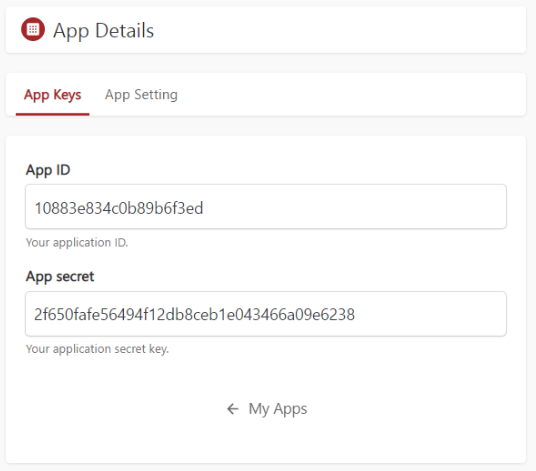 App Details
App Keys App Setting
App ID
10883e834c0b89b6f3ed
Your application ID.
App secret
2f650fafe56494f12db8ceb1e043466a09e6238
Your application secret key.
← My Apps